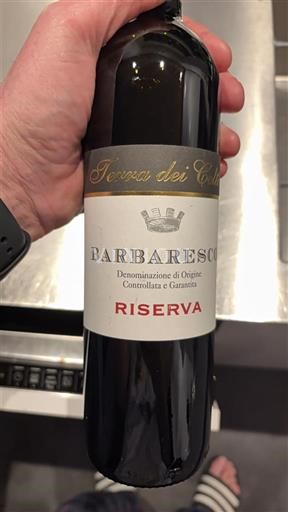 Terra dei
BARBARESCO
Denominazione di Origine
Controllata e Garantita
RISERVA